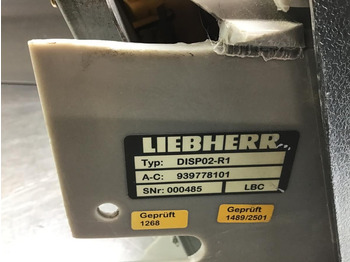 LIEBHERR
Typ: DISP02-R1
A-C: 939778101
SNr: 000485 LBC
Geprüft
1268
Geprüft
1489/2501